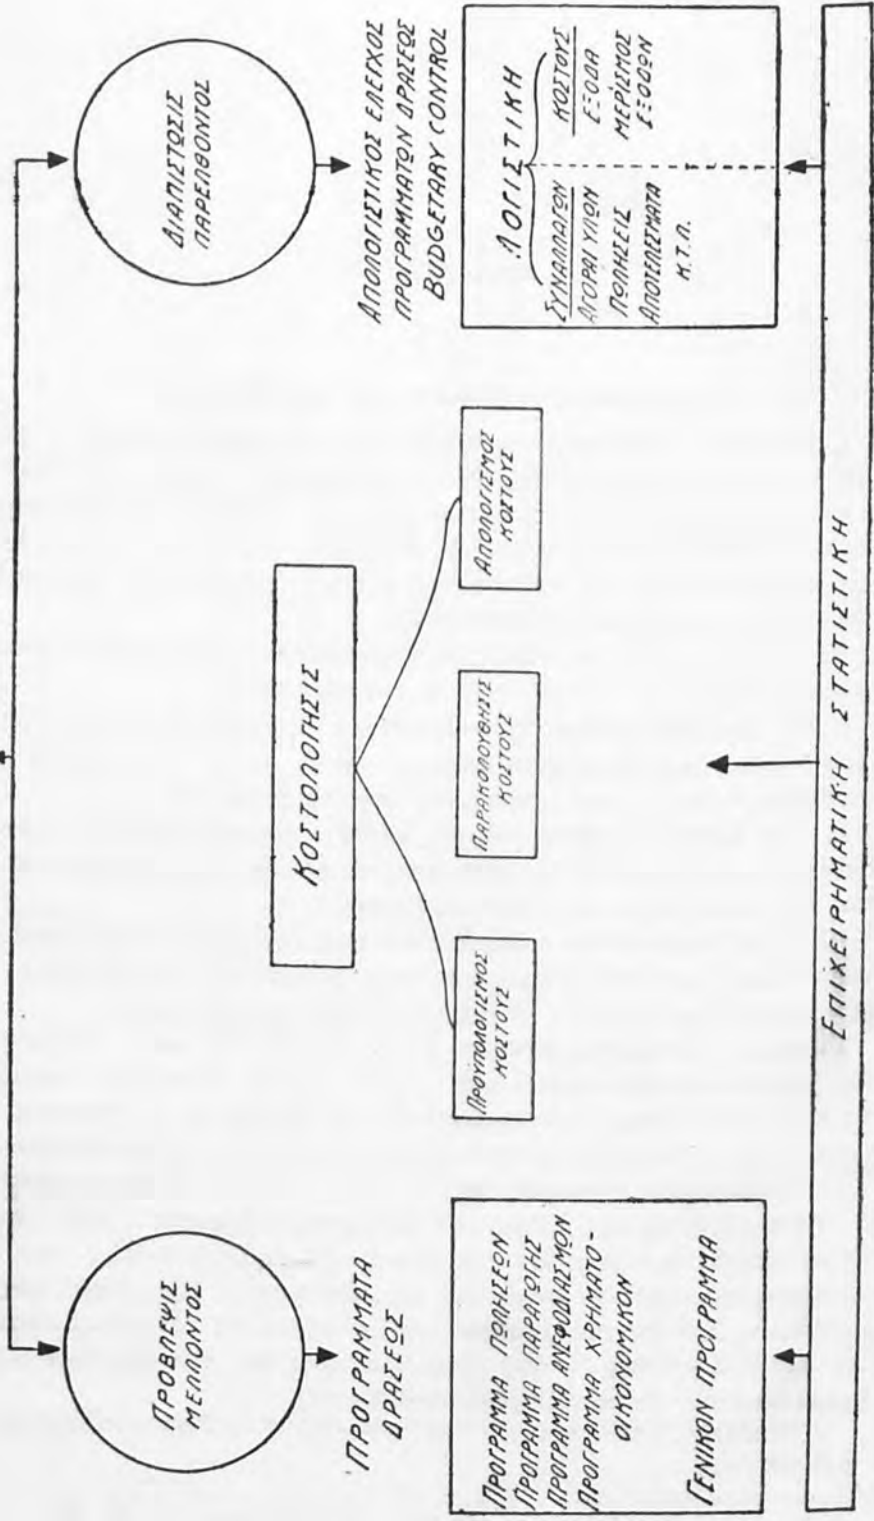 ΠΡΟΒΛΕΨΙΣ
ΜΕΛΛΟΝΤΟΣ
ΔΙΑΠΙΣΤΩΣΙΣ
ΠΑΡΕΛΘΟΝΤΟΣ
ΠΡΟΓΡΑΜΜΑΤΑ
ΔΡΑΣΕΩΣ
ΑΠΟΛΟΓΙΣΤΙΚΟΣ ΕΛΕΓΧΟΣ
ΠΡΟΓΡΑΜΜΑΤΩΝ ΔΡΑΣΕΩΣ
BUDGETARY CONTROL
ΚΟΣΤΟΛΟΓΗΣΙΣ
ΠΡΟΫΠΟΛΟΓΙΣΜΟΣ
ΚΟΣΤΟΥΣ
ΠΑΡΑΚΟΛΟΥΘΗΣΙΣ
ΚΟΣΤΟΥΣ
ΑΠΟΛΟΓΙΣΜΟΣ
ΚΟΣΤΟΥΣ
ΠΡΟΓΡΑΜΜΑ ΠΩΛΗΣΕΩΝ
ΠΡΟΓΡΑΜΜΑ ΠΑΡΑΓΩΓΗΣ
ΠΡΟΓΡΑΜΜΑ ΑΝΕΦΟΔΙΑΣΜΟΝ
ΠΡΟΓΡΑΜΜΑ ΧΡΗΜΑΤΟ-
ΟΙΚΟΝΟΜΙΚΟΝ
ΓΕΝΙΚΟΝ ΠΡΟΓΡΑΜΜΑ
ΛΟΓΙΣΤΙΚΗ
ΣΥΝΑΛΛΑΓΩΝ
ΑΓΟΡΑΙ ΥΛΩΝ
ΠΩΛΗΣΕΙΣ
ΑΠΟΤΕΛΕΣΜΑΤΑ
Κ.Τ.Λ.
ΚΟΣΤΟΥΣ
ΕΞΟΔΑ
ΜΕΡΙΣΜΟΣ
ΕΞΟΔΩΝ
ΕΠΙΧΕΙΡΗΜΑΤΙΚΗ ΣΤΑΤΙΣΤΙΚΗ